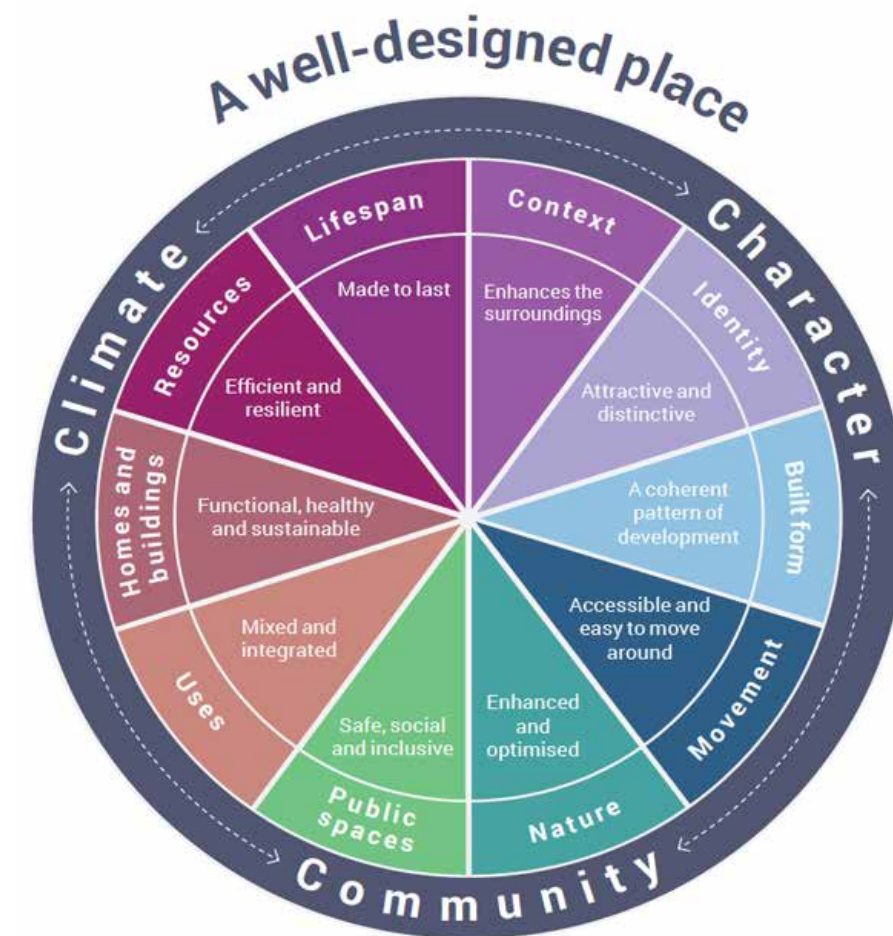 A well-designed place
Climate
Character
Community
Context
Enhances the
surroundings
Identity
Attractive and
distinctive
Built form
A coherent
pattern of
development
Movement
Accessible and
easy to move
around
Nature
Enhanced
and
optimised
Public
spaces
Safe, social
and inclusive
Uses
Mixed and
integrated
Homes and
buildings
Functional, healthy
and sustainable
Resources
Efficient and
resilient
Lifespan
Made to last